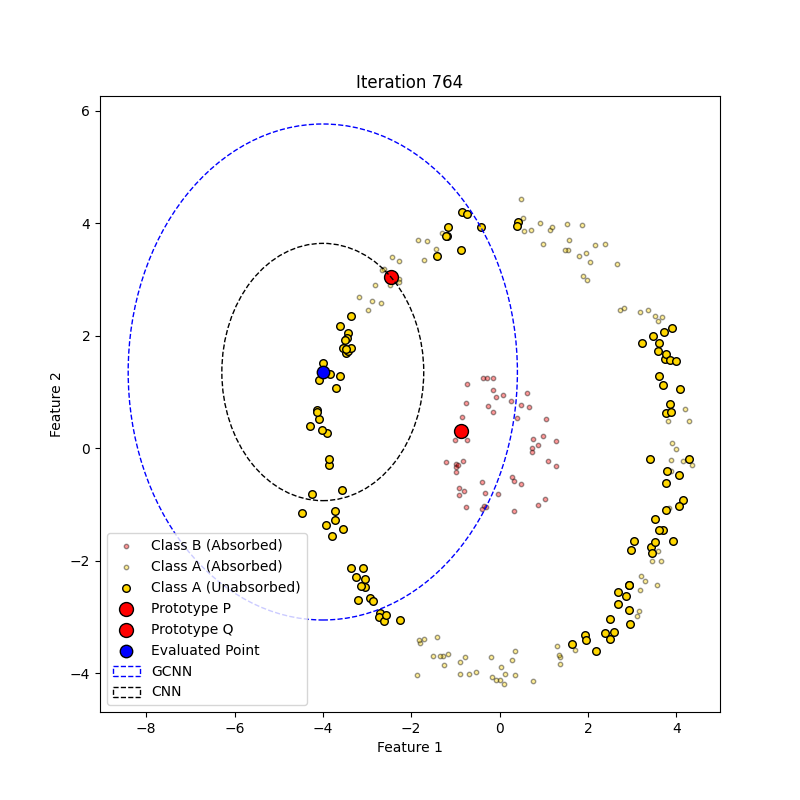 Iteration 764
6
4
2
0
−2
−4
Feature 2
Class B (Absorbed)
Class A (Absorbed)
Class A (Unabsorbed)
Prototype P
Prototype Q
Evaluated Point
GCNN
CNN
−8
−6
−4
−2
0
2
4
Feature 1